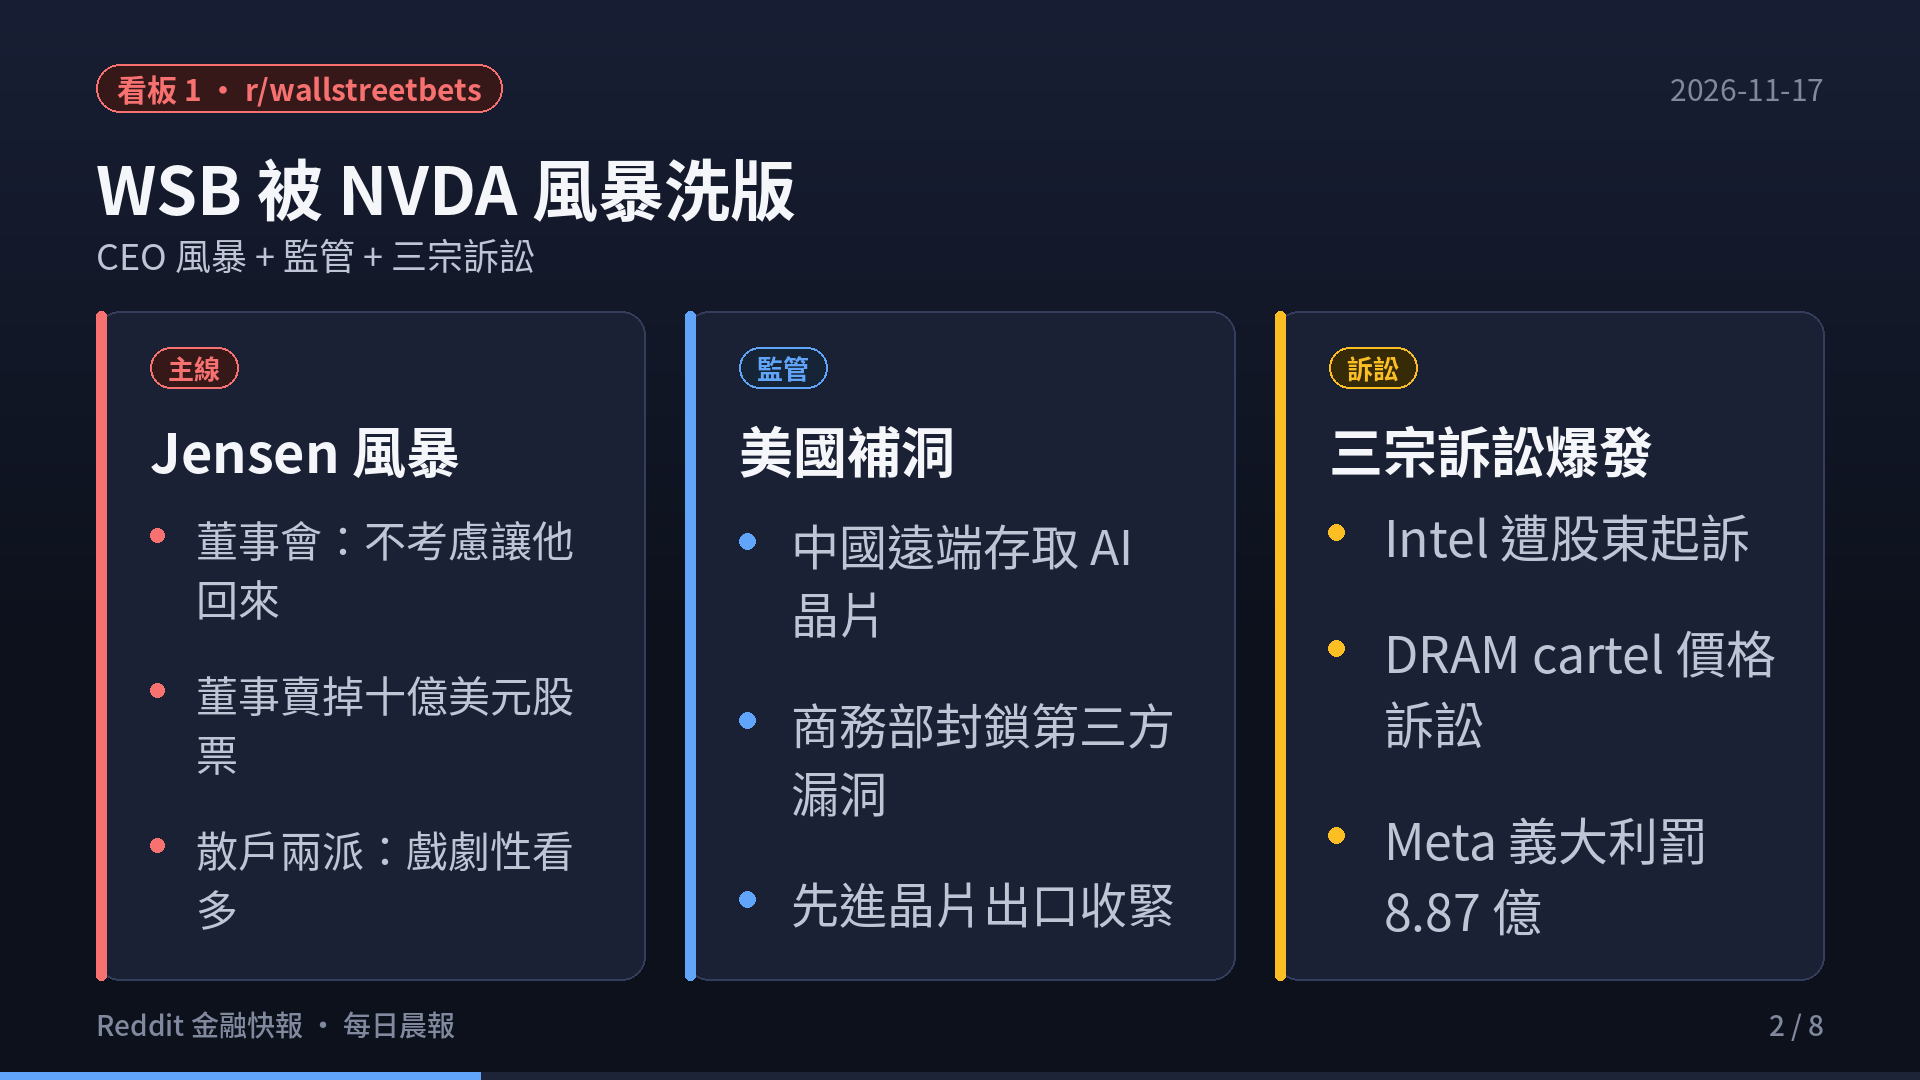 看板 1 • r/wallstreetbets
2026-11-17
WSB 被 NVDA 風暴洗版
CEO 風暴 + 監管 + 三宗訴訟
主線
Jensen 風暴
董事會：不考慮讓他
回來
董事賣掉十億美元股
票
散戶兩派：戲劇性看
多
監管
美國補洞
中國遠端存取 AI
晶片
商務部封鎖第三方
漏洞
先進晶片出口收緊
訴訟
三宗訴訟爆發
Intel 遭股東起訴
DRAM cartel 價格
訴訟
Meta 義大利罰
8.87 億
Reddit 金融快報 • 每日晨報
2 / 8